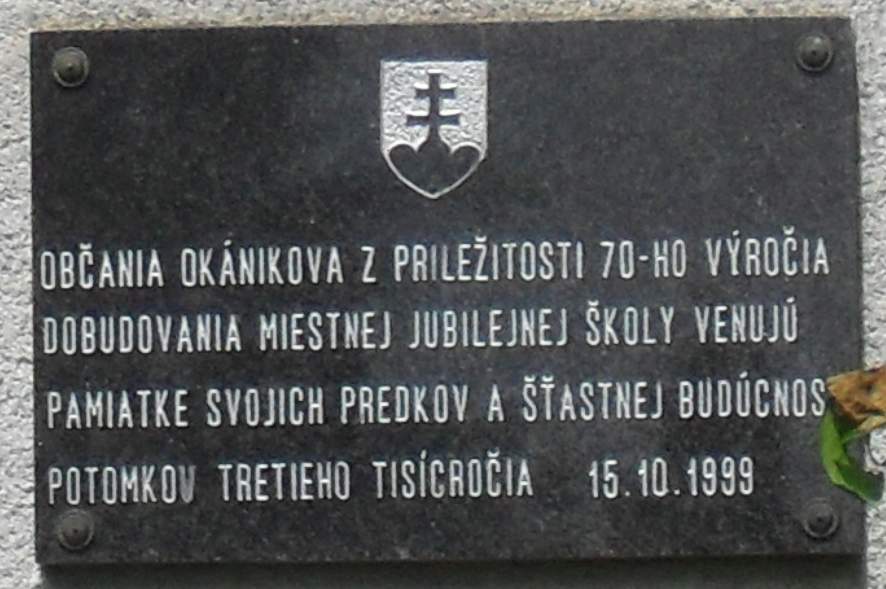 OBČANIA OKÁNIKOVA Z PRILEŽITOSTI 70-HO VÝROČIA
DOBUDOVANIA MIESTNEJ JUBILEJNEJ ŠKOLY VENUJÚ
PAMIATKE SVOJICH PREDKOV A ŠŤASTNEJ BUDÚCNOS
POTOMKOV TRETIEHO TISÍCROČIA 15.10.1999